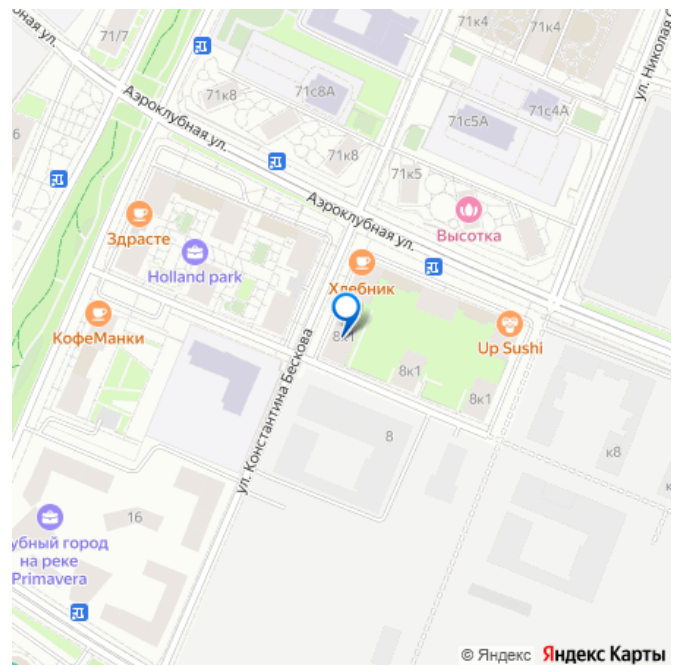 71/7
71к4
71к4
ная ул.
ул. Николая С
71к8
71с8А
71с4А
71с5А
Аэроклубная ул.
6
71к8
71к5
Аэроклубная ул.
Высотка
Здрасте
Holland park
Хлебник
КофеМанки
8к1
Up Sushi
8к1
8к1
ул. Константина Бескова
8
к8
к
16
убный город
на реке
Primavera
© Яндекс Яндекс Карты